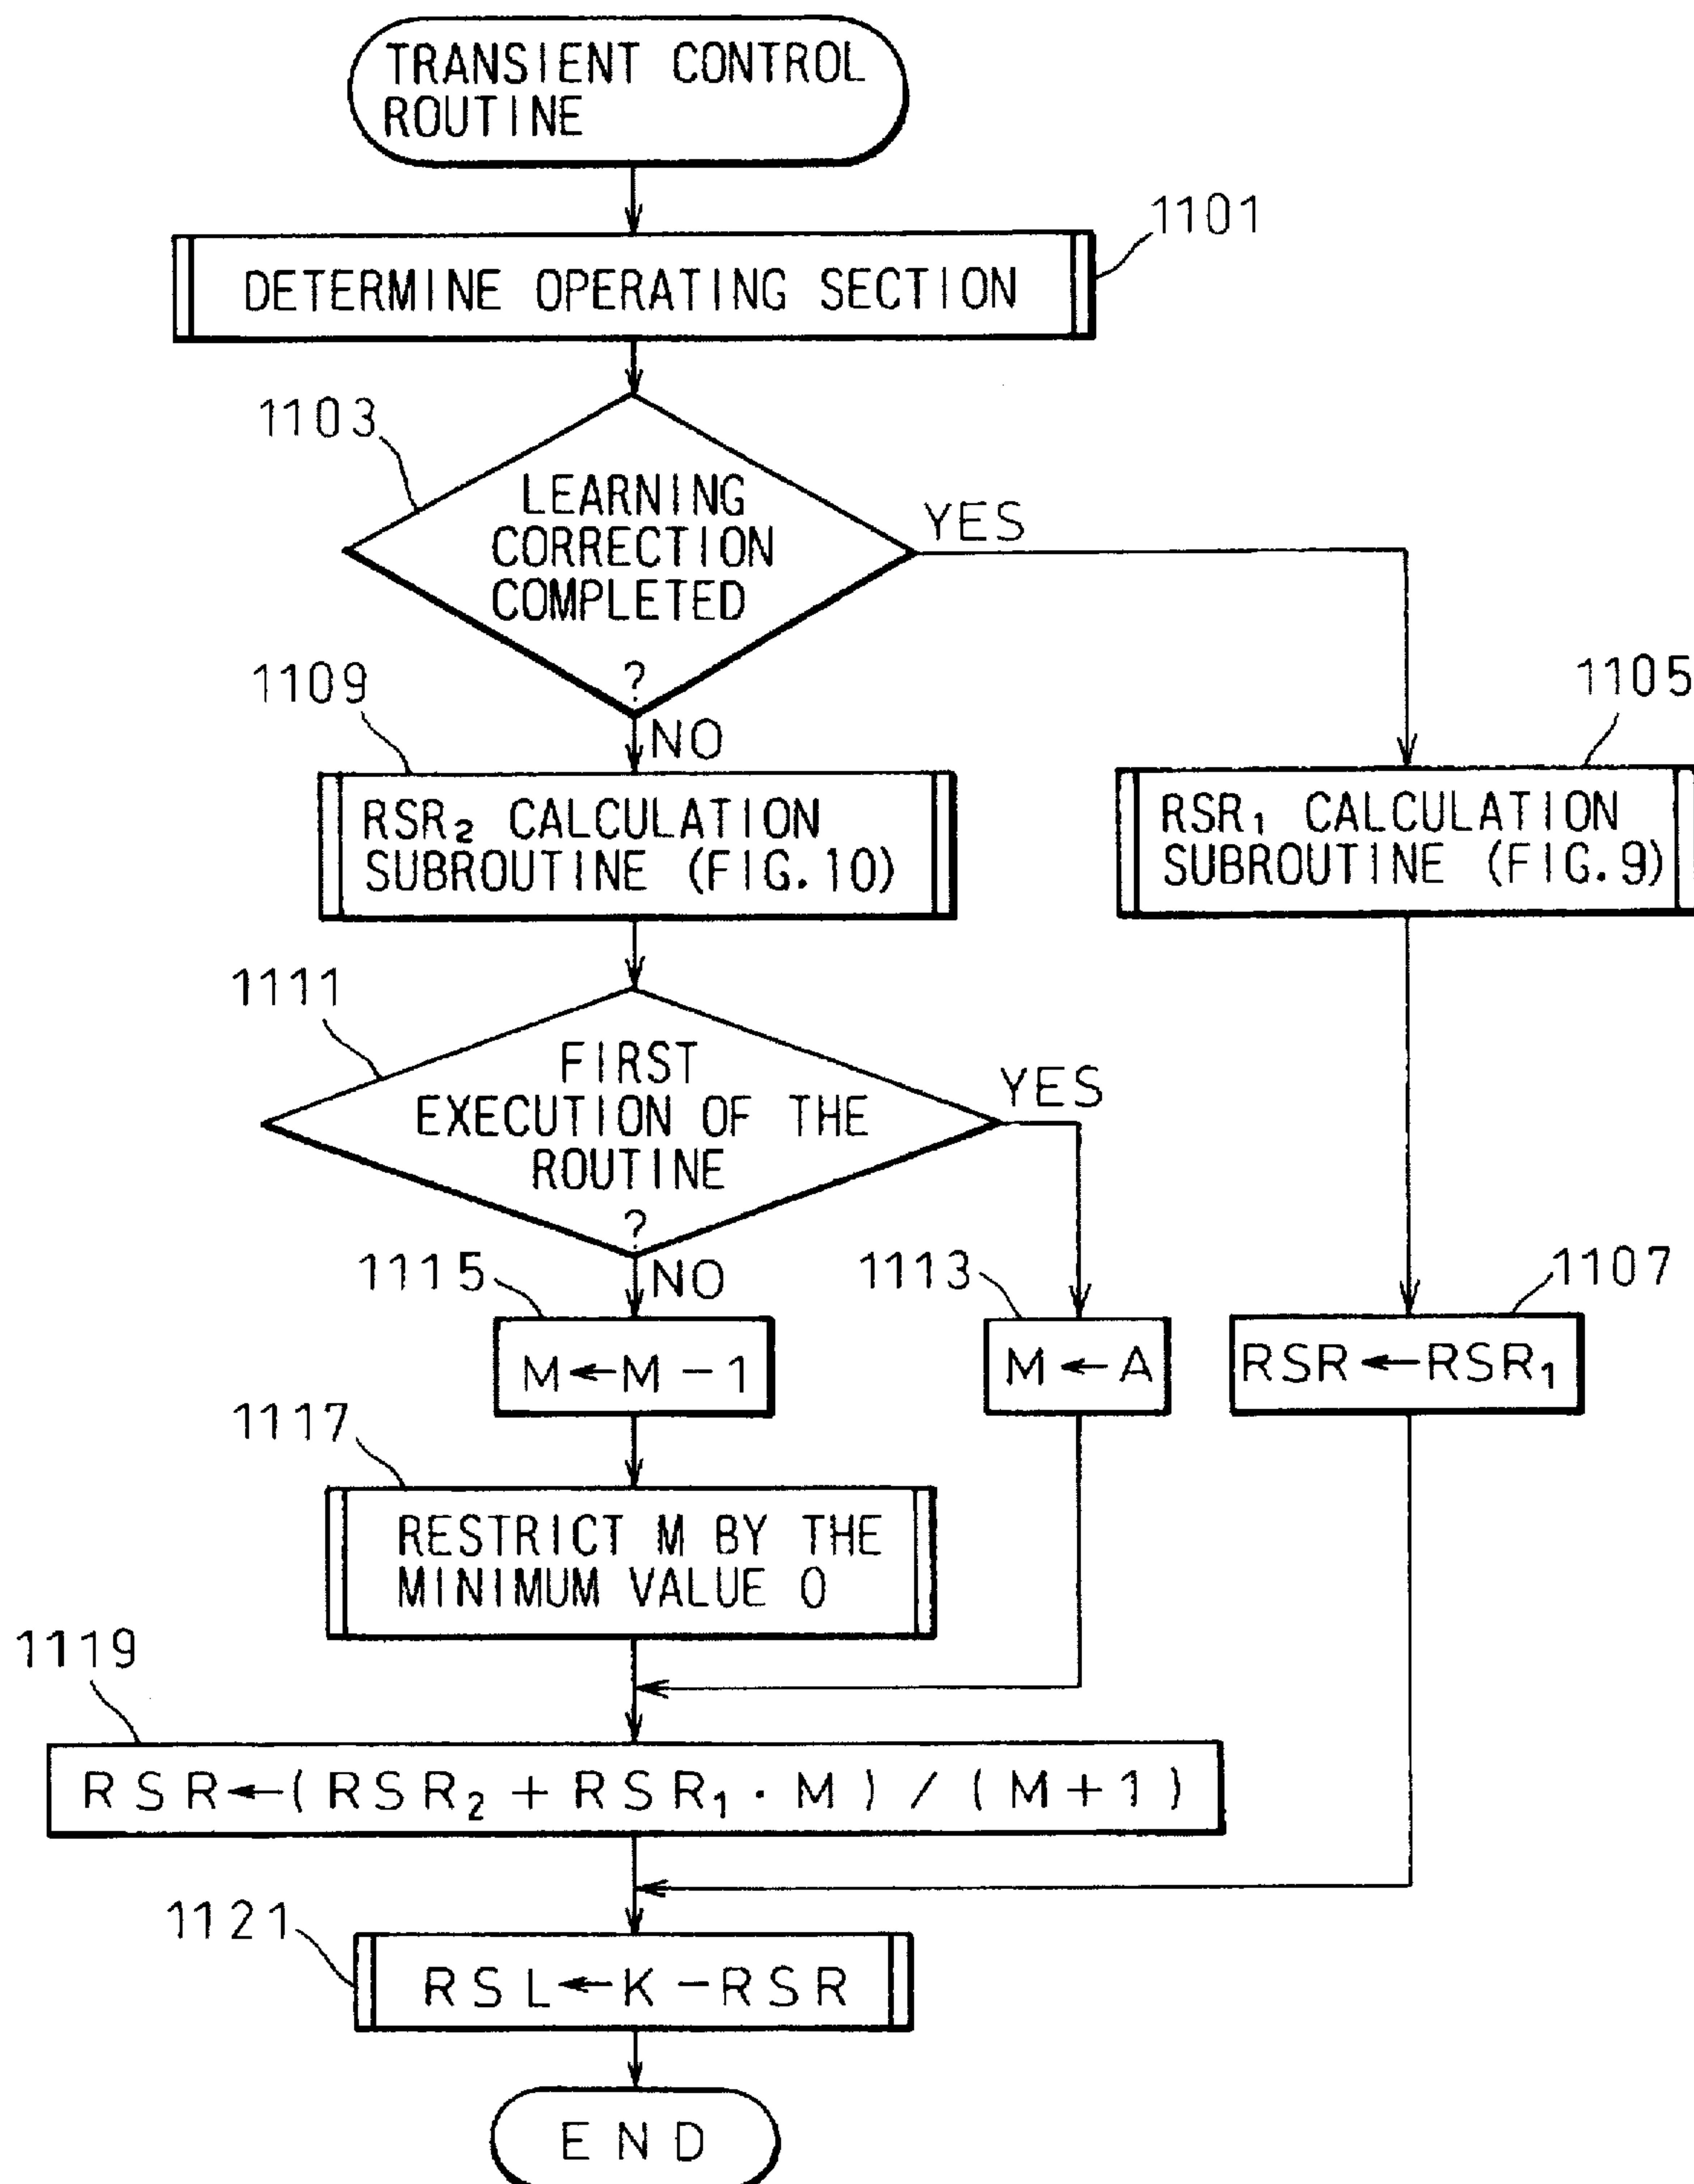 TRANSIENT CONTROL
ROUTINE
1101
DETERMINE OPERATING SECTION
1103
LEARNING
CORRECTION
COMPLETED
?
YES
NO
1109
RSR₂ CALCULATION
SUBROUTINE (FIG.10)
1105
RSR₁ CALCULATION
SUBROUTINE (FIG.9)
1111
FIRST
EXECUTION OF THE
ROUTINE
?
YES
NO
1115
M←M-1
1113
M←A
1107
RSR←RSR₁
1117
RESTRICT M BY THE
MINIMUM VALUE 0
1119
RSR←(RSR₂+RSR₁·M)/(M+1)
1121
RSL←K-RSR
END